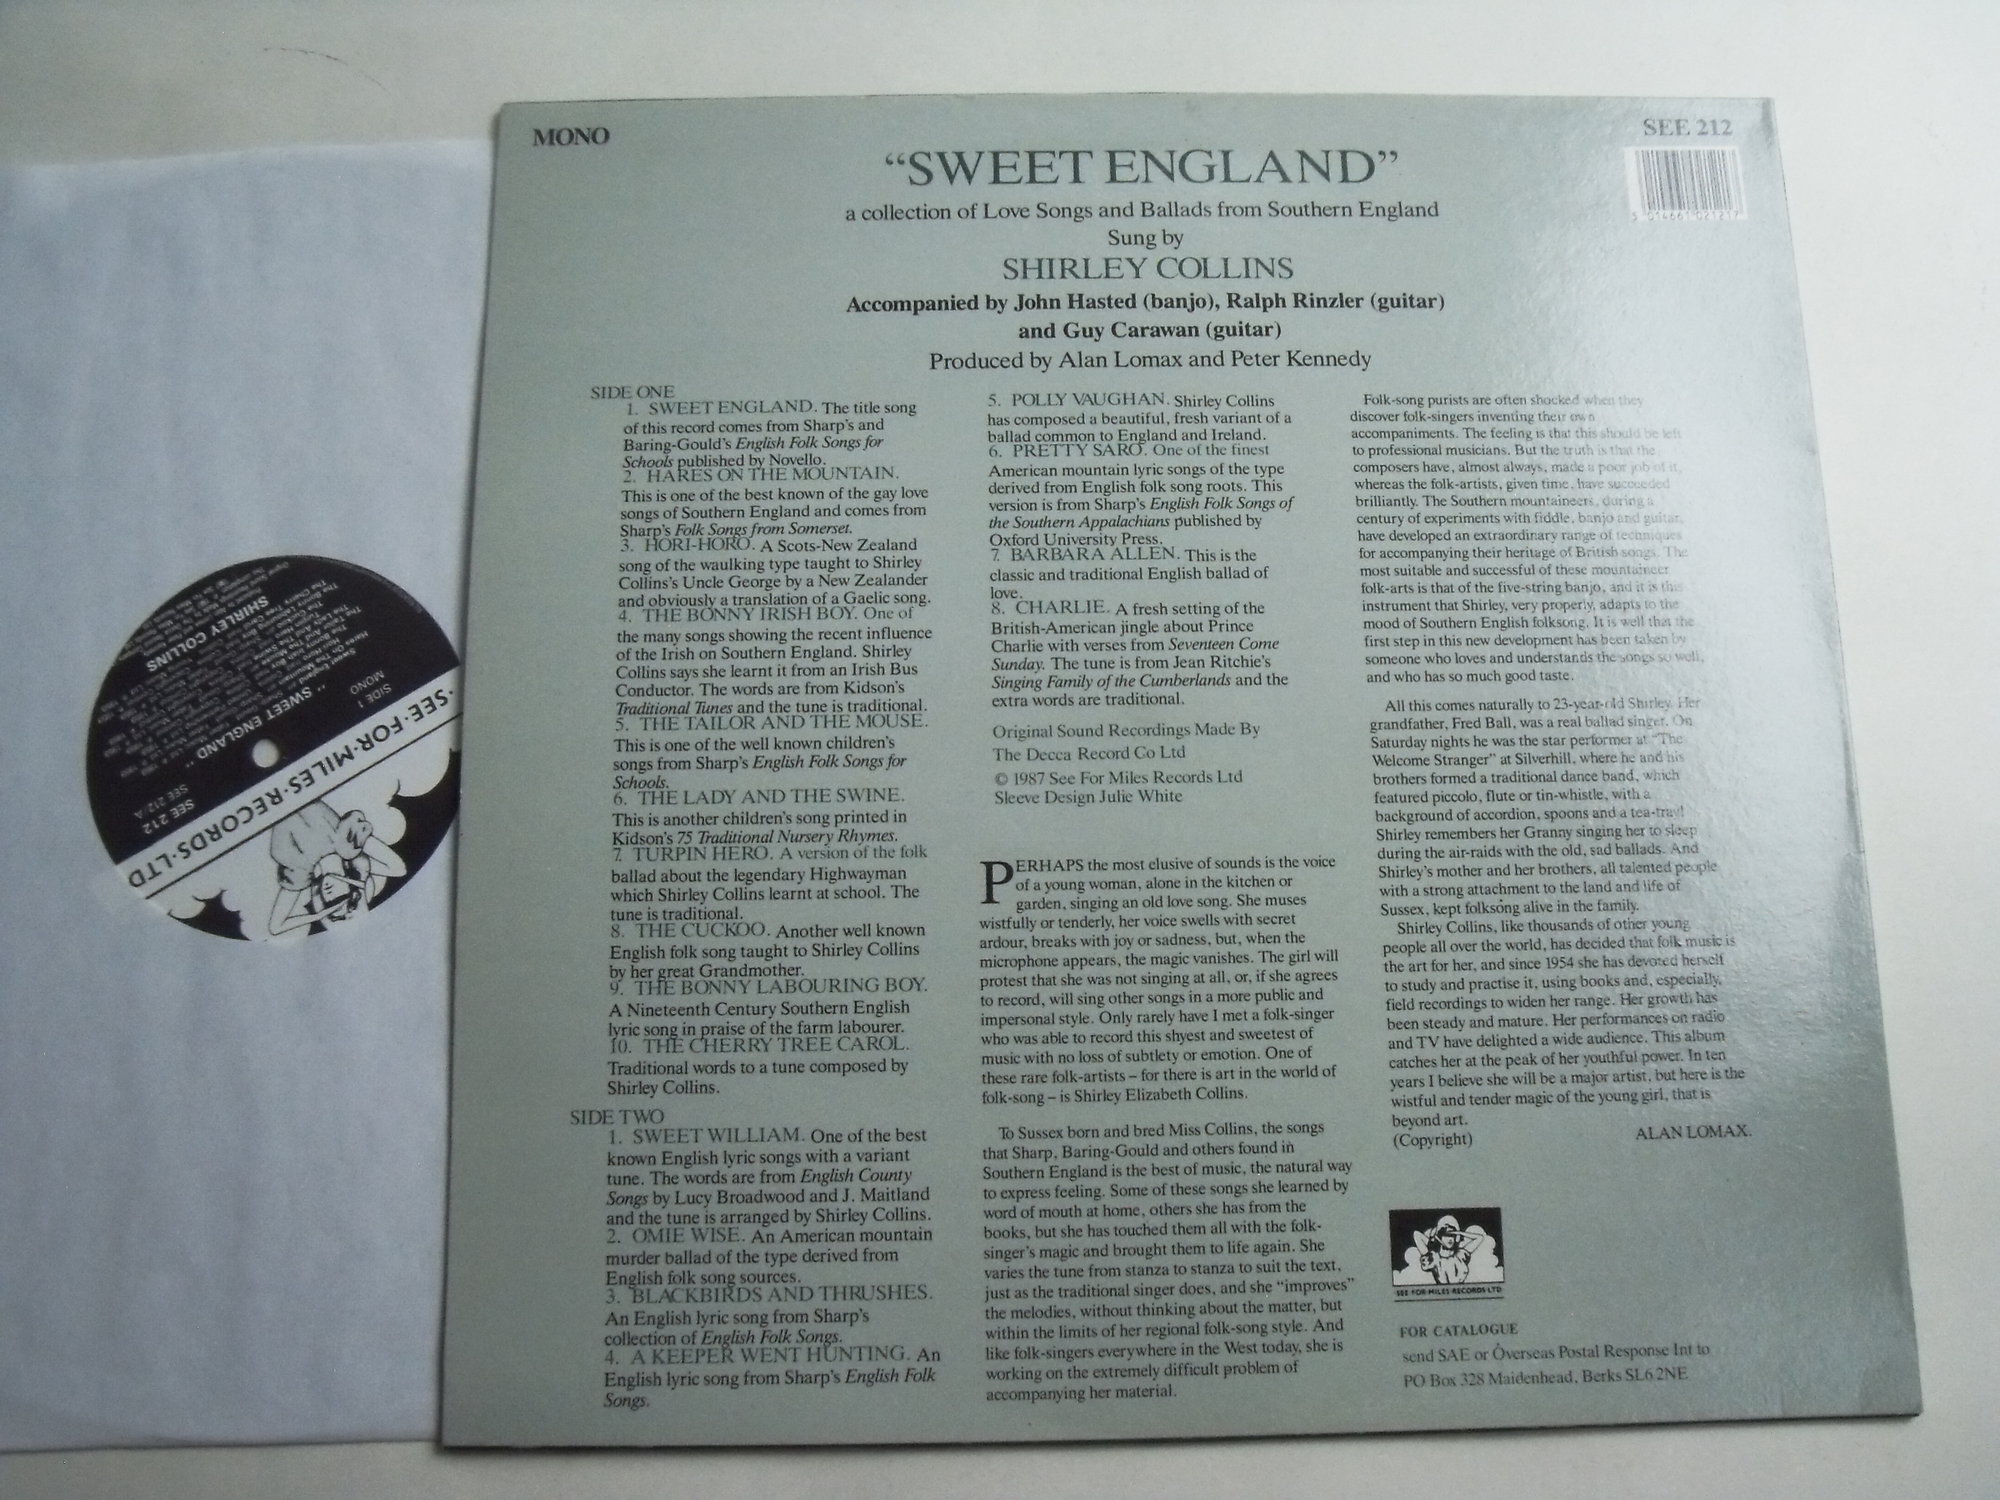 MONO
SEE 212
"SWEET ENGLAND"
a collection of Love Songs and Ballads from Southern England
Sung by
SHIRLEY COLLINS
Accompanied by John Hasted (banjo), Ralph Rinzler (guitar)
and Guy Carawan (guitar)
Produced by Alan Lomax and Peter Kennedy
5 014661 021217
SIDE ONE
1. SWEET ENGLAND. The title song
of this record comes from Sharp's and
Baring-Gould's English Folk Songs for
Schools published by Novello.
2. HARES ON THE MOUNTAIN.
This is one of the best known of the gay love
songs of Southern England and comes from
Sharp's Folk Songs from Somerset.
3. HORI-HORO. A Scots-New Zealand
song of the waulking type taught to Shirley
Collins's Uncle George by a New Zealander
and obviously a translation of a Gaelic song.
4. THE BONNY IRISH BOY. One of
the many songs showing the recent influence
of the Irish on Southern England. Shirley
Collins says she learnt it from an Irish Bus
Conductor. The words are from Kidson's
Traditional Tunes and the tune is traditional.
5. THE TAILOR AND THE MOUSE.
This is one of the well known children's
songs from Sharp's English Folk Songs for
Schools.
6. THE LADY AND THE SWINE.
This is another children's song printed in
Kidson's 75 Traditional Nursery Rhymes.
7. TURPIN HERO. A version of the folk
ballad about the legendary Highwayman
which Shirley Collins learnt at school. The
tune is traditional.
8. THE CUCKOO. Another well known
English folk song taught to Shirley Collins
by her great Grandmother.
9. THE BONNY LABOURING BOY.
A Nineteenth Century Southern English
lyric song in praise of the farm labourer.
10. THE CHERRY TREE CAROL.
Traditional words to a tune composed by
Shirley Collins.
SIDE TWO
1. SWEET WILLIAM. One of the best
known English lyric songs with a variant
tune. The words are from English County
Songs by Lucy Broadwood and J. Maitland
and the tune is arranged by Shirley Collins.
2. OMIE WISE. An American mountain
murder ballad of the type derived from
English folk song sources.
3. BLACKBIRDS AND THRUSHES.
An English lyric song from Sharp's
collection of English Folk Songs.
4. A KEEPER WENT HUNTING. An
English lyric song from Sharp's English Folk
Songs.
5. POLLY VAUGHAN. Shirley Collins
has composed a beautiful, fresh variant of a
ballad common to England and Ireland.
6. PRETTY SARO. One of the finest
American mountain lyric songs of the type
derived from English folk song roots. This
version is from Sharp's English Folk Songs of
the Southern Appalachians published by
Oxford University Press.
7. BARBARA ALLEN. This is the
classic and traditional English ballad of
love.
8. CHARLIE. A fresh setting of the
British-American jingle about Prince
Charlie with verses from Seventeen Come
Sunday. The tune is from Jean Ritchie's
Singing Family of the Cumberlands and the
extra words are traditional.
Original Sound Recordings Made By
The Decca Record Co Ltd
© 1987 See For Miles Records Ltd
Sleeve Design Julie White
PERHAPS the most elusive of sounds is the voice
of a young woman, alone in the kitchen or
garden, singing an old love song. She muses
wistfully or tenderly, her voice swells with secret
ardour, breaks with joy or sadness, but, when the
microphone appears, the magic vanishes. The girl will
protest that she was not singing at all, or, if she agrees
to record, will sing other songs in a more public and
impersonal style. Only rarely have I met a folk-singer
who was able to record this shyest and sweetest of
music with no loss of subtlety or emotion. One of
these rare folk-artists – for there is art in the world of
folk-song – is Shirley Elizabeth Collins.
To Sussex born and bred Miss Collins, the songs
that Sharp, Baring-Gould and others found in
Southern England is the best of music, the natural way
to express feeling. Some of these songs she learned by
word of mouth at home, others she has from the
books, but she has touched them all with the folk-
singer's magic and brought them to life again. She
varies the tune from stanza to stanza to suit the text,
just as the traditional singer does, and she "improves"
the melodies, without thinking about the matter, but
within the limits of her regional folk-song style. And
like folk-singers everywhere in the West today, she is
working on the extremely difficult problem of
accompanying her material.
Folk-song purists are often shocked when they
discover folk-singers inventing their own
accompaniments. The feeling is that this should be left
to professional musicians. But the truth is that the
composers have, almost always, made a poor job of it,
whereas the folk-artists, given time, have succeeded
brilliantly. The Southern mountaineers, during a
century of experiments with fiddle, banjo and guitar,
have developed an extraordinary range of techniques
for accompanying their heritage of British songs. The
most suitable and successful of these mountaineer
folk-arts is that of the five-string banjo, and it is this
instrument that Shirley, very properly, adapts to the
mood of Southern English folksong. It is well that the
first step in this new development has been taken by
someone who loves and understands the songs so well,
and who has so much good taste.
All this comes naturally to 23-year-old Shirley. Her
grandfather, Fred Ball, was a real ballad singer. On
Saturday nights he was the star performer at "The
Welcome Stranger" at Silverhill, where he and his
brothers formed a traditional dance band, which
featured piccolo, flute or tin-whistle, with a
background of accordion, spoons and a tea-tray!
Shirley remembers her Granny singing her to sleep
during the air-raids with the old, sad ballads. And
Shirley's mother and her brothers, all talented people
with a strong attachment to the land and life of
Sussex, kept folksong alive in the family.
Shirley Collins, like thousands of other young
people all over the world, has decided that folk music is
the art for her, and since 1954 she has devoted herself
to study and practise it, using books and, especially,
field recordings to widen her range. Her growth has
been steady and mature. Her performances on radio
and TV have delighted a wide audience. This album
catches her at the peak of her youthful power. In ten
years I believe she will be a major artist, but here is the
wistful and tender magic of the young girl, that is
beyond art.
(Copyright) ALAN LOMAX.
SEE FOR MILES RECORDS LTD
FOR CATALOGUE
send SAE or Overseas Postal Response Int to
PO Box 328 Maidenhead, Berks SL6 2NE
SEE·FOR·MILES·RECORDS·LTD
SEE 212
SEE 212 A
SIDE 1
MONO
"SWEET ENGLAND"
SHIRLEY COLLINS